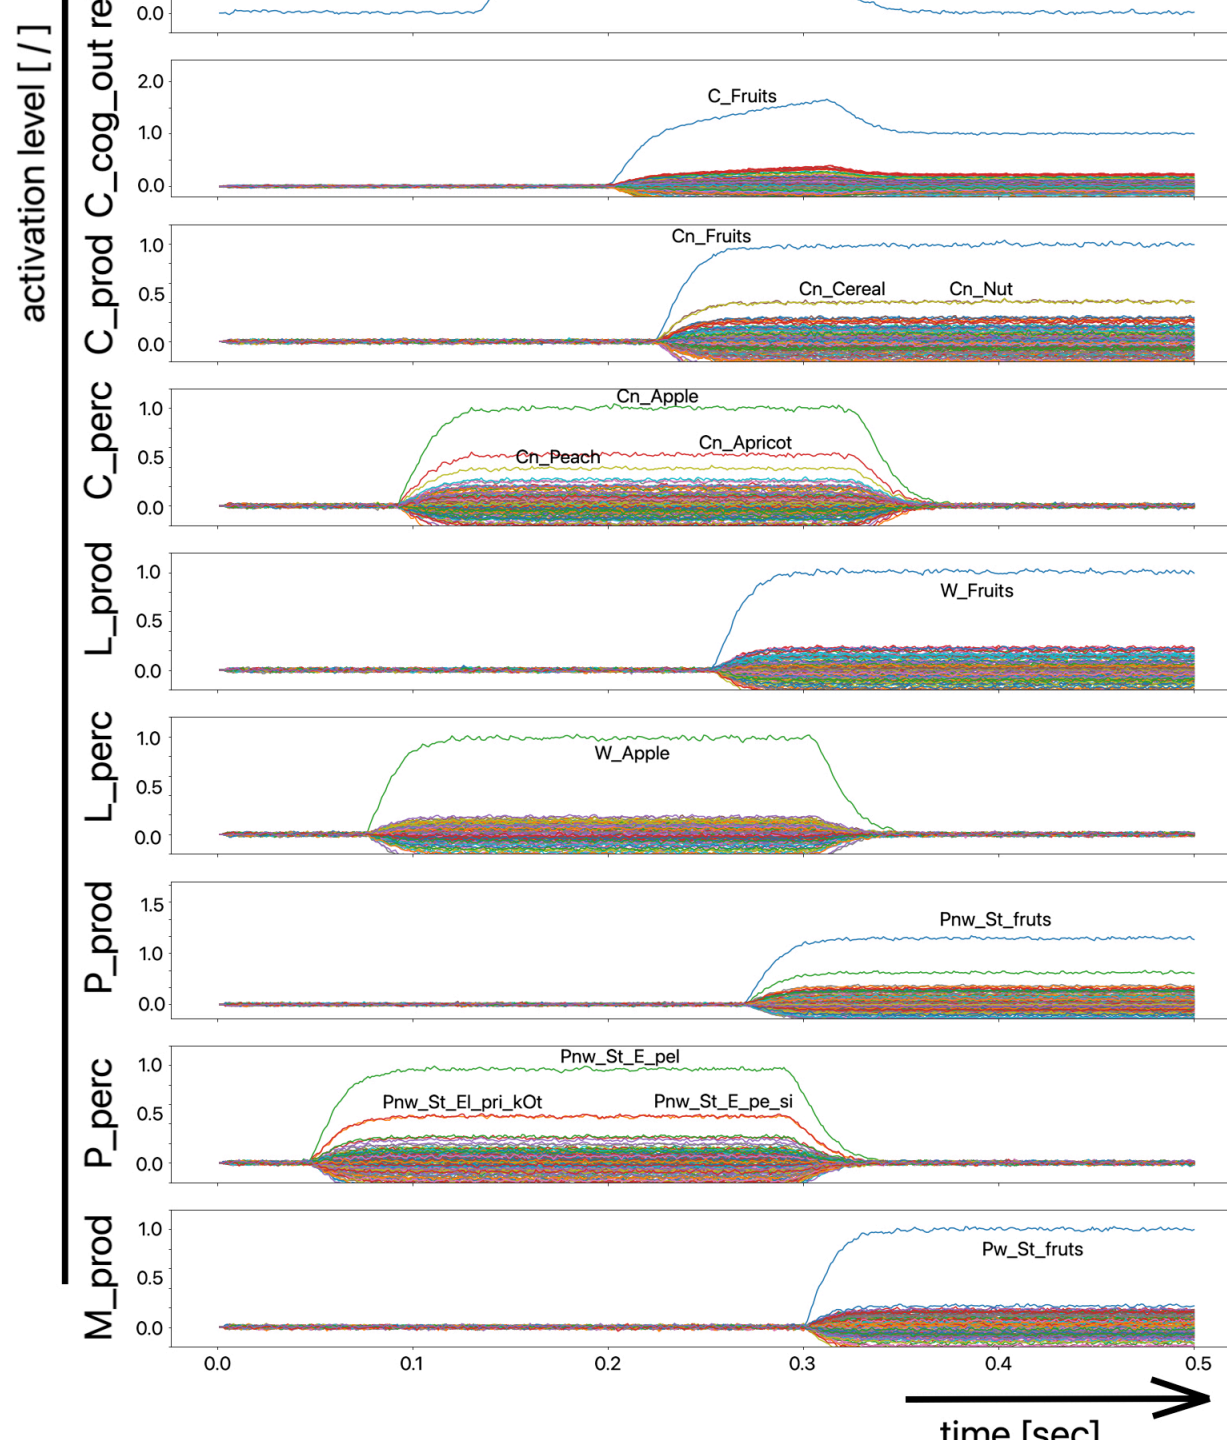 activation level [ / ]
C_cog_out re
0.0
2.0
1.0
0.0
C_Fruits
C_prod
1.0
0.5
0.0
Cn_Fruits
Cn_Cereal
Cn_Nut
C_perc
1.0
0.5
0.0
Cn_Apple
Cn_Apricot
Cn_Peach
L_prod
1.0
0.5
0.0
W_Fruits
L_perc
1.0
0.5
0.0
W_Apple
P_prod
1.5
1.0
0.0
Pnw_St_fruts
P_perc
1.0
0.5
0.0
Pnw_St_E_pel
Pnw_St_El_pri_kOt
Pnw_St_E_pe_si
M_prod
1.0
0.5
0.0
Pw_St_fruts
0.0 0.1 0.2 0.3 0.4 0.5
time [sec]